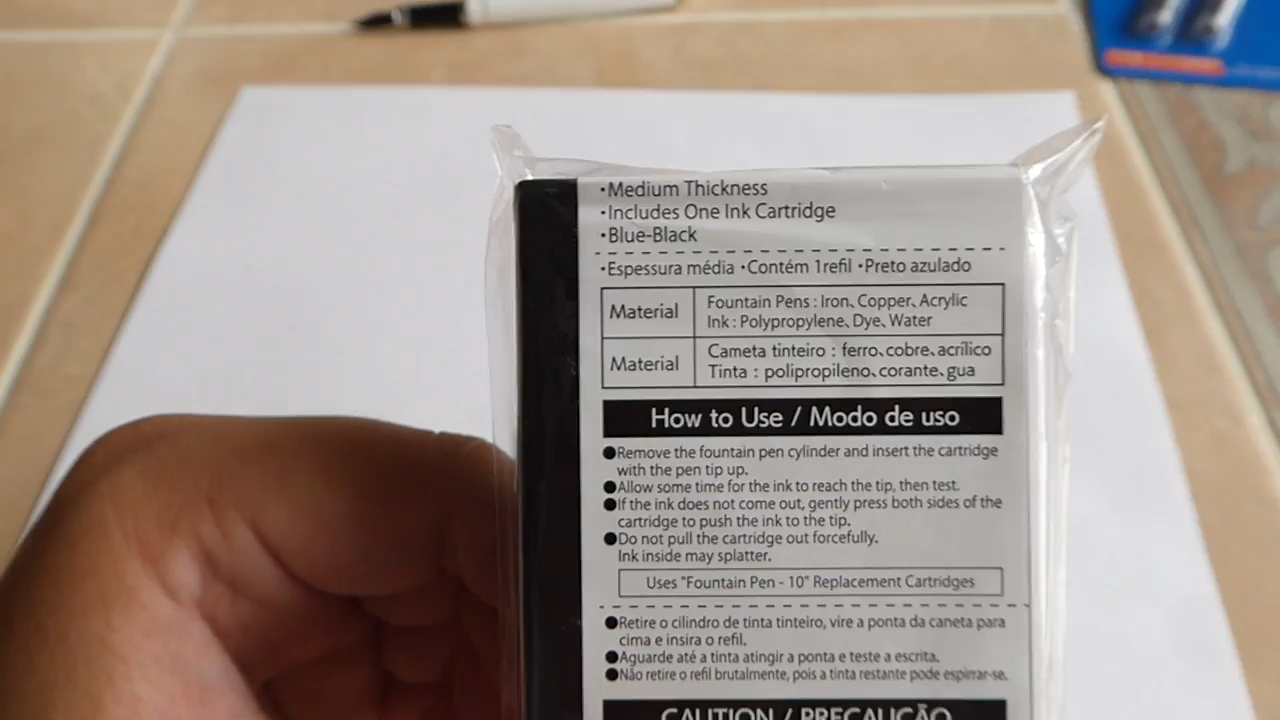 ・Medium Thickness
・Includes One Ink Cartridge
・Blue-Black
・Espessura média ・Contém 1refil ・Preto azulado
Material
Fountain Pens : Iron、Copper、Acrylic
Ink : Polypropylene、Dye、Water
Material
Cameta tinteiro : ferro、cobre、acrílico
Tinta : polipropileno、corante、gua
How to Use / Modo de uso
●Remove the fountain pen cylinder and insert the cartridge
with the pen tip up.
●Allow some time for the ink to reach the tip, then test.
●If the ink does not come out, gently press both sides of the
cartridge to push the ink to the tip.
●Do not pull the cartridge out forcefully.
Ink inside may splatter.
Uses "Fountain Pen - 10" Replacement Cartridges
●Retire o cilindro de tinta tinteiro, vire a ponta da caneta para
cima e insira o refil.
●Aguarde até a tinta atingir a ponta e teste a escrita.
●Não retire o refil brutalmente, pois a tinta restante pode espirrar-se.
CAUTION / PRECAUÇÃO